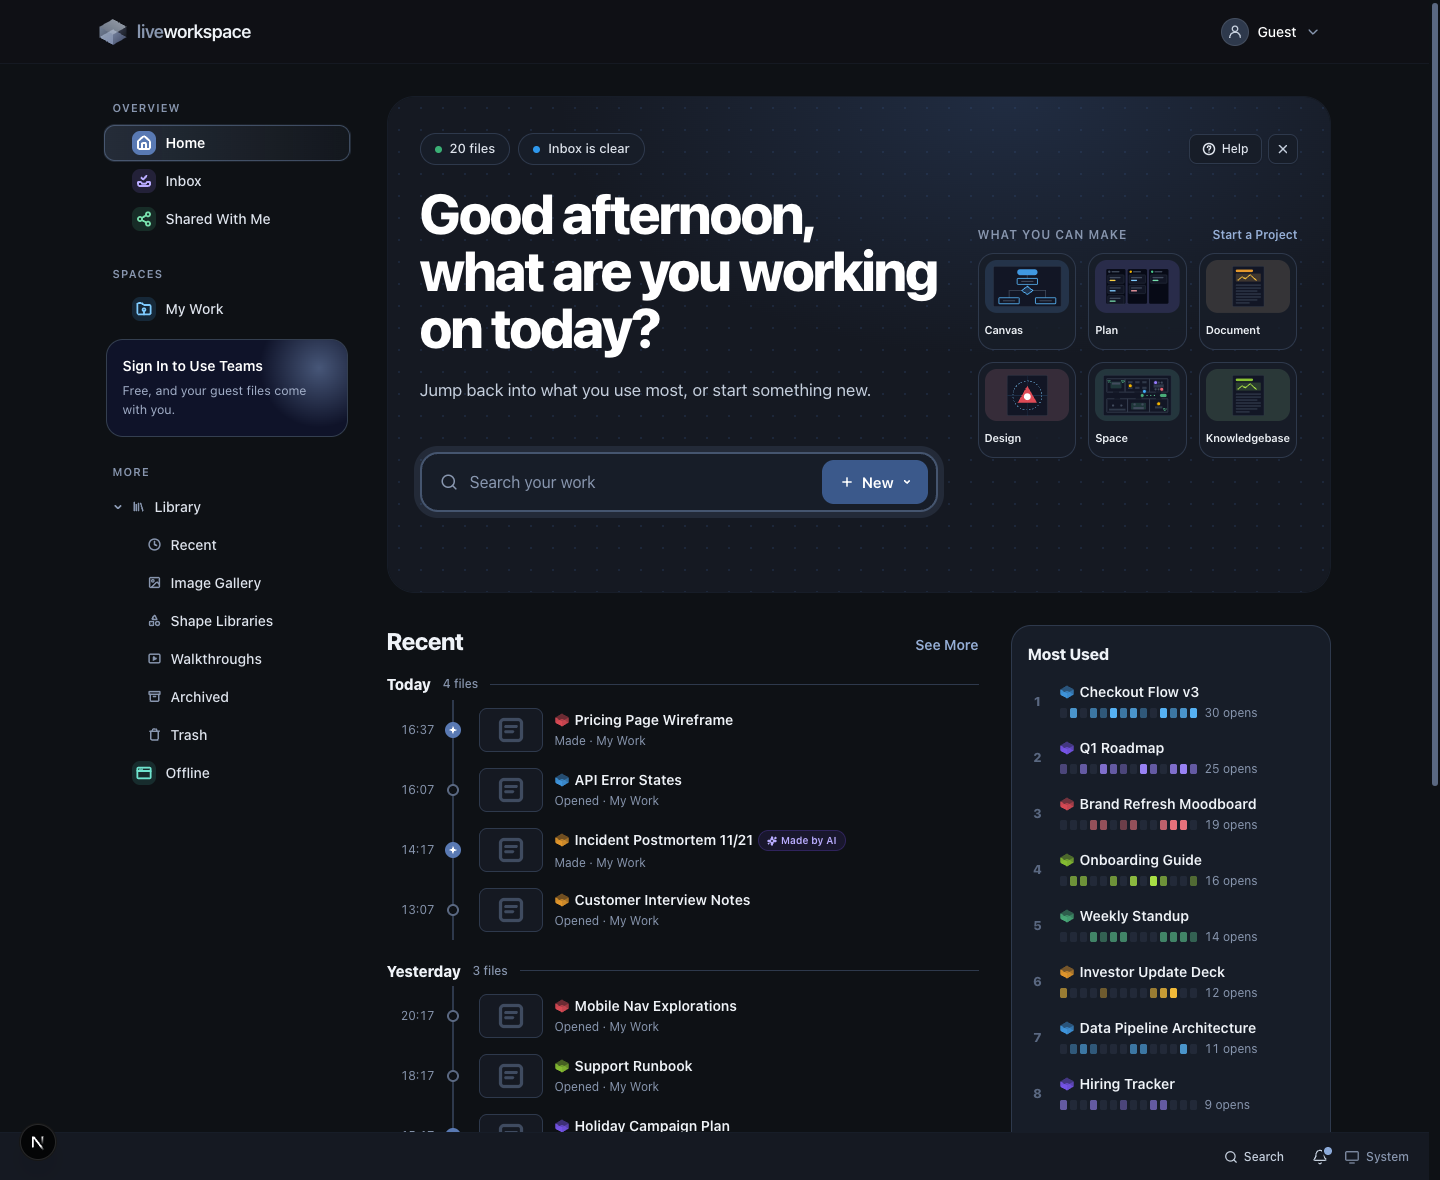 liveworkspace
Guest
OVERVIEW
Home
Inbox
Shared With Me
SPACES
My Work
Sign In to Use Teams
Free, and your guest files come
with you.
MORE
Library
Recent
Image Gallery
Shape Libraries
Walkthroughs
Archived
Trash
Offline
20 files
Inbox is clear
Help
Good afternoon,
what are you working
on today?
Jump back into what you use most, or start something new.
Search your work
New
WHAT YOU CAN MAKE
Start a Project
Canvas
Plan
Document
Design
Space
Knowledgebase
Recent
See More
Today
4 files
16:37
Pricing Page Wireframe
Made · My Work
16:07
API Error States
Opened · My Work
14:17
Incident Postmortem 11/21
Made by AI
Made · My Work
13:07
Customer Interview Notes
Opened · My Work
Yesterday
3 files
20:17
Mobile Nav Explorations
Opened · My Work
18:17
Support Runbook
Opened · My Work
Holiday Campaign Plan
Most Used
1
Checkout Flow v3
30 opens
2
Q1 Roadmap
25 opens
3
Brand Refresh Moodboard
19 opens
4
Onboarding Guide
16 opens
5
Weekly Standup
14 opens
6
Investor Update Deck
12 opens
7
Data Pipeline Architecture
11 opens
8
Hiring Tracker
9 opens
N
Search
System